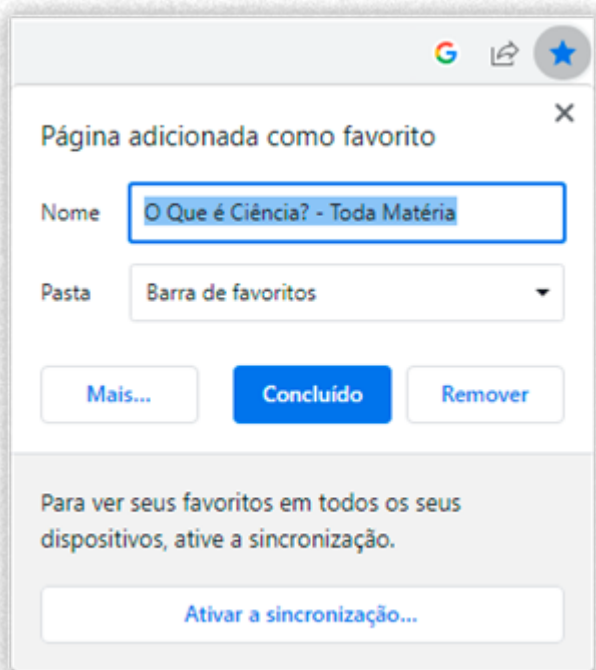 Página adicionada como favorito
Nome O Que é Ciência? - Toda Matéria
Pasta Barra de favoritos
Mais... Concluído Remover
Para ver seus favoritos em todos os seus
dispositivos, ative a sincronização.
Ativar a sincronização...